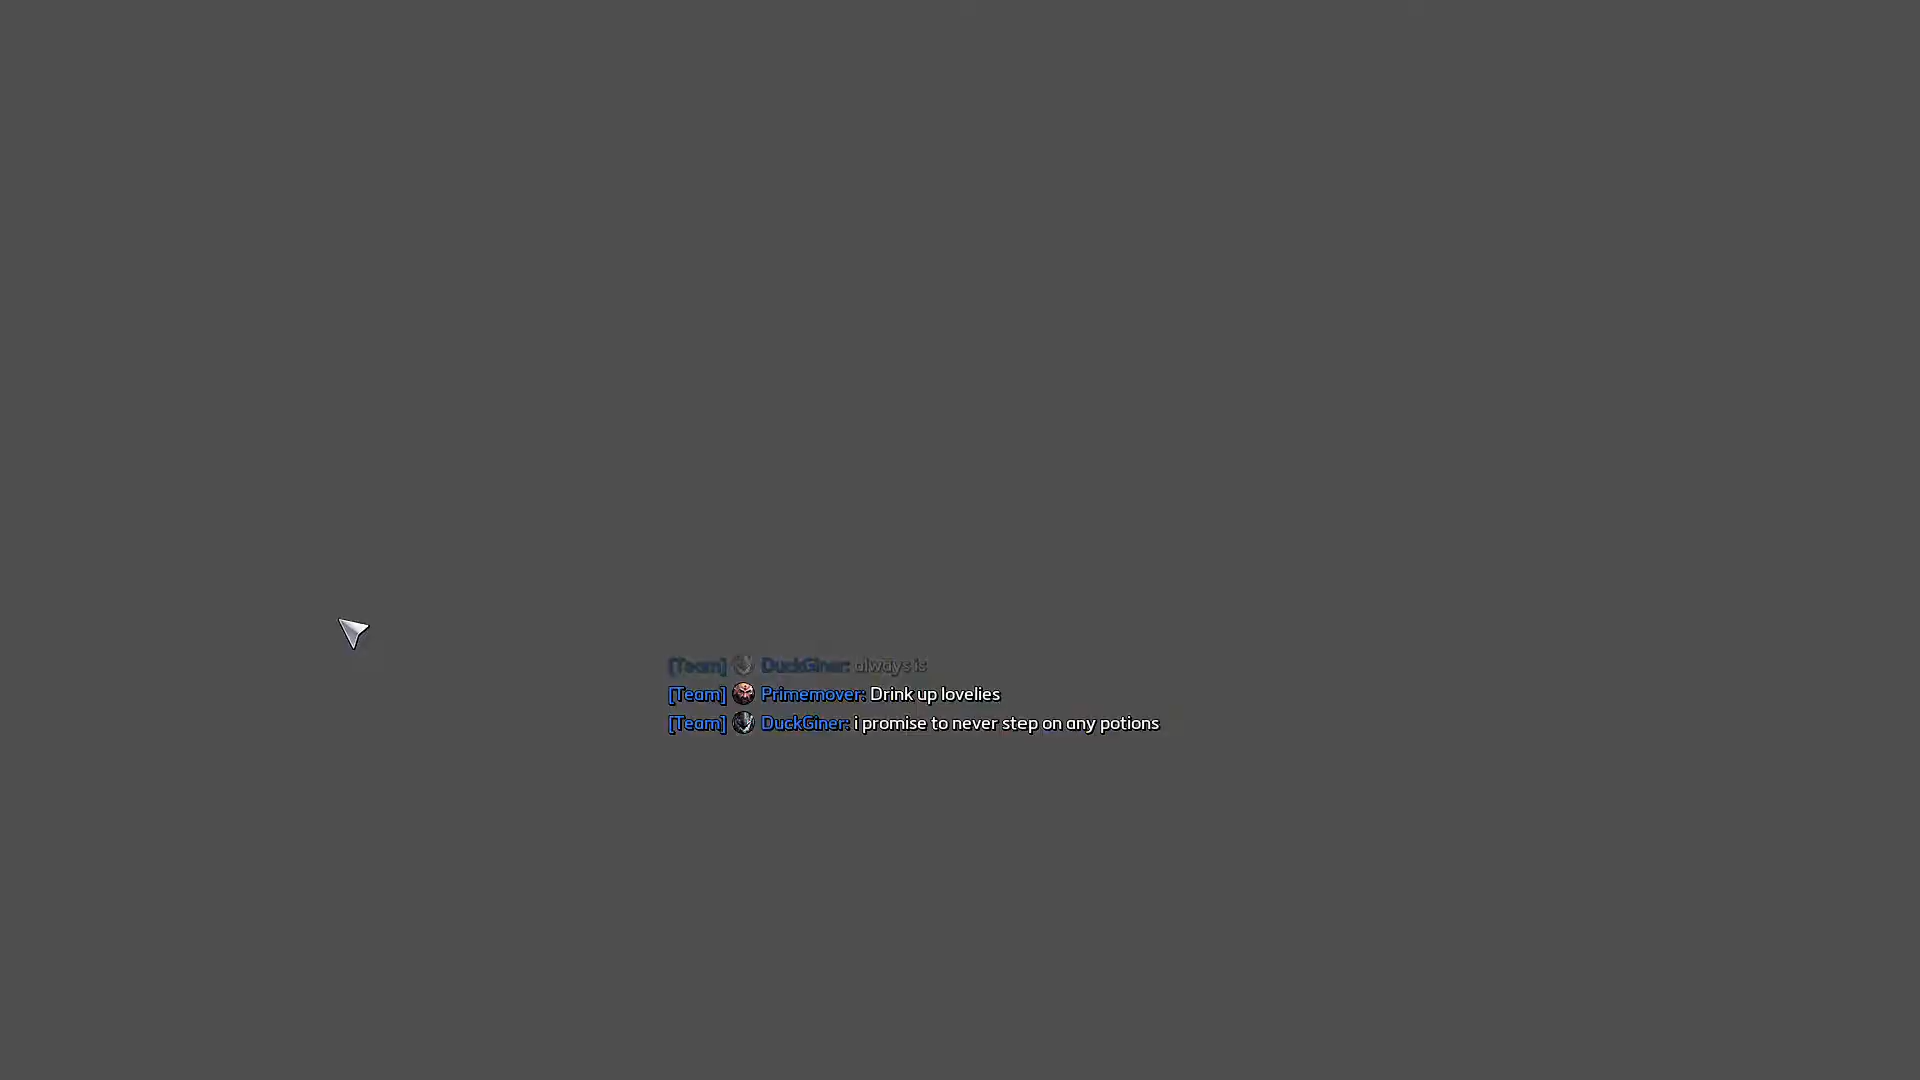 [Team] DuckGiner: always is
[Team] Primemover: Drink up lovelies
[Team] DuckGiner: i promise to never step on any potions